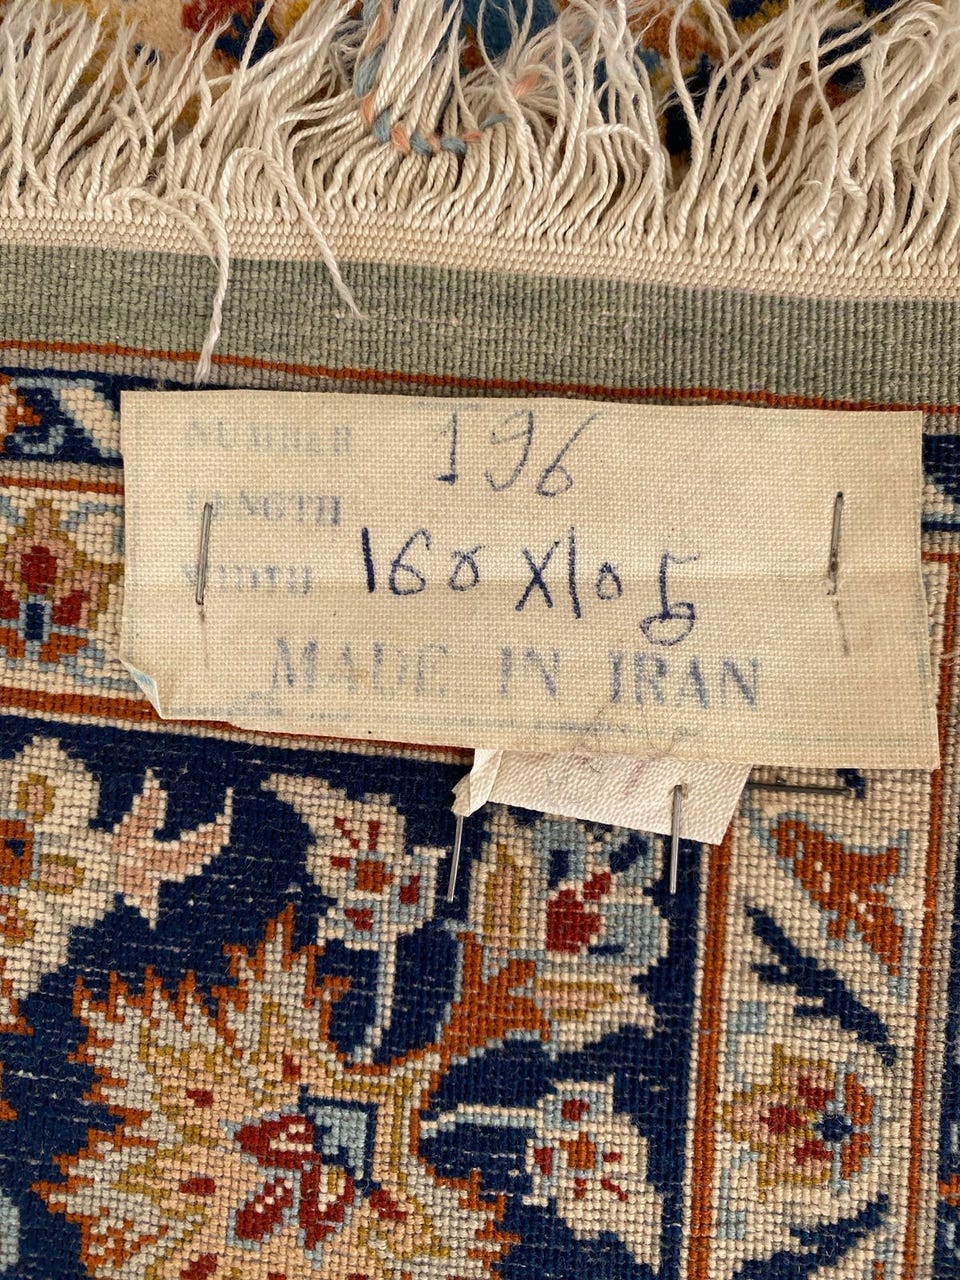 NUMBER 196
LENGTH
WIDTH 160 x 105
MADE IN IRAN